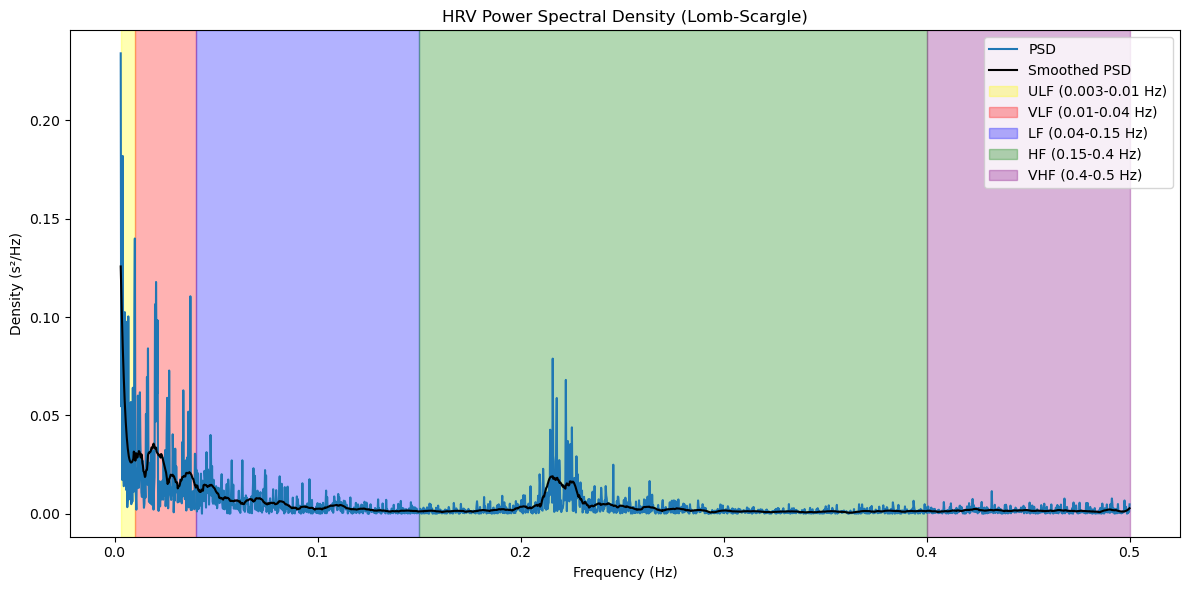 HRV Power Spectral Density (Lomb-Scargle)
PSD
Smoothed PSD
ULF (0.003-0.01 Hz)
VLF (0.01-0.04 Hz)
LF (0.04-0.15 Hz)
HF (0.15-0.4 Hz)
VHF (0.4-0.5 Hz)
Density (s²/Hz)
0.20
0.15
0.10
0.05
0.00
0.0 0.1 0.2 0.3 0.4 0.5
Frequency (Hz)